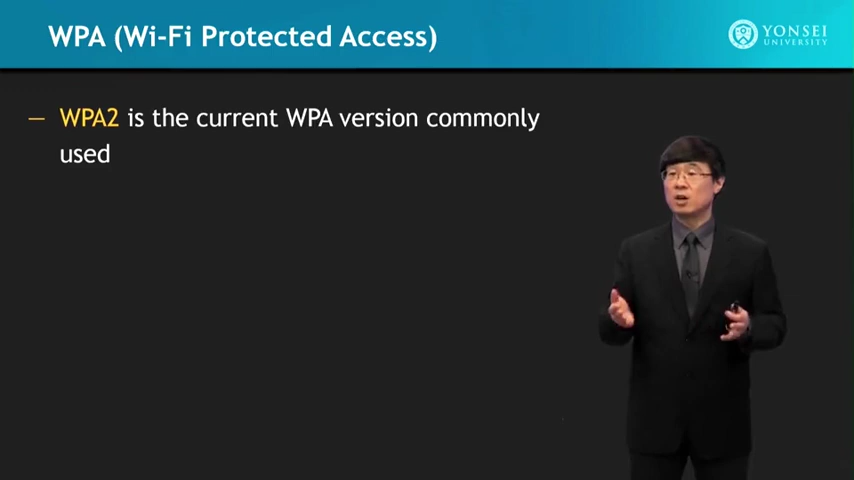 WPA (Wi-Fi Protected Access)
YONSEI
UNIVERSITY
— WPA2 is the current WPA version commonly
used